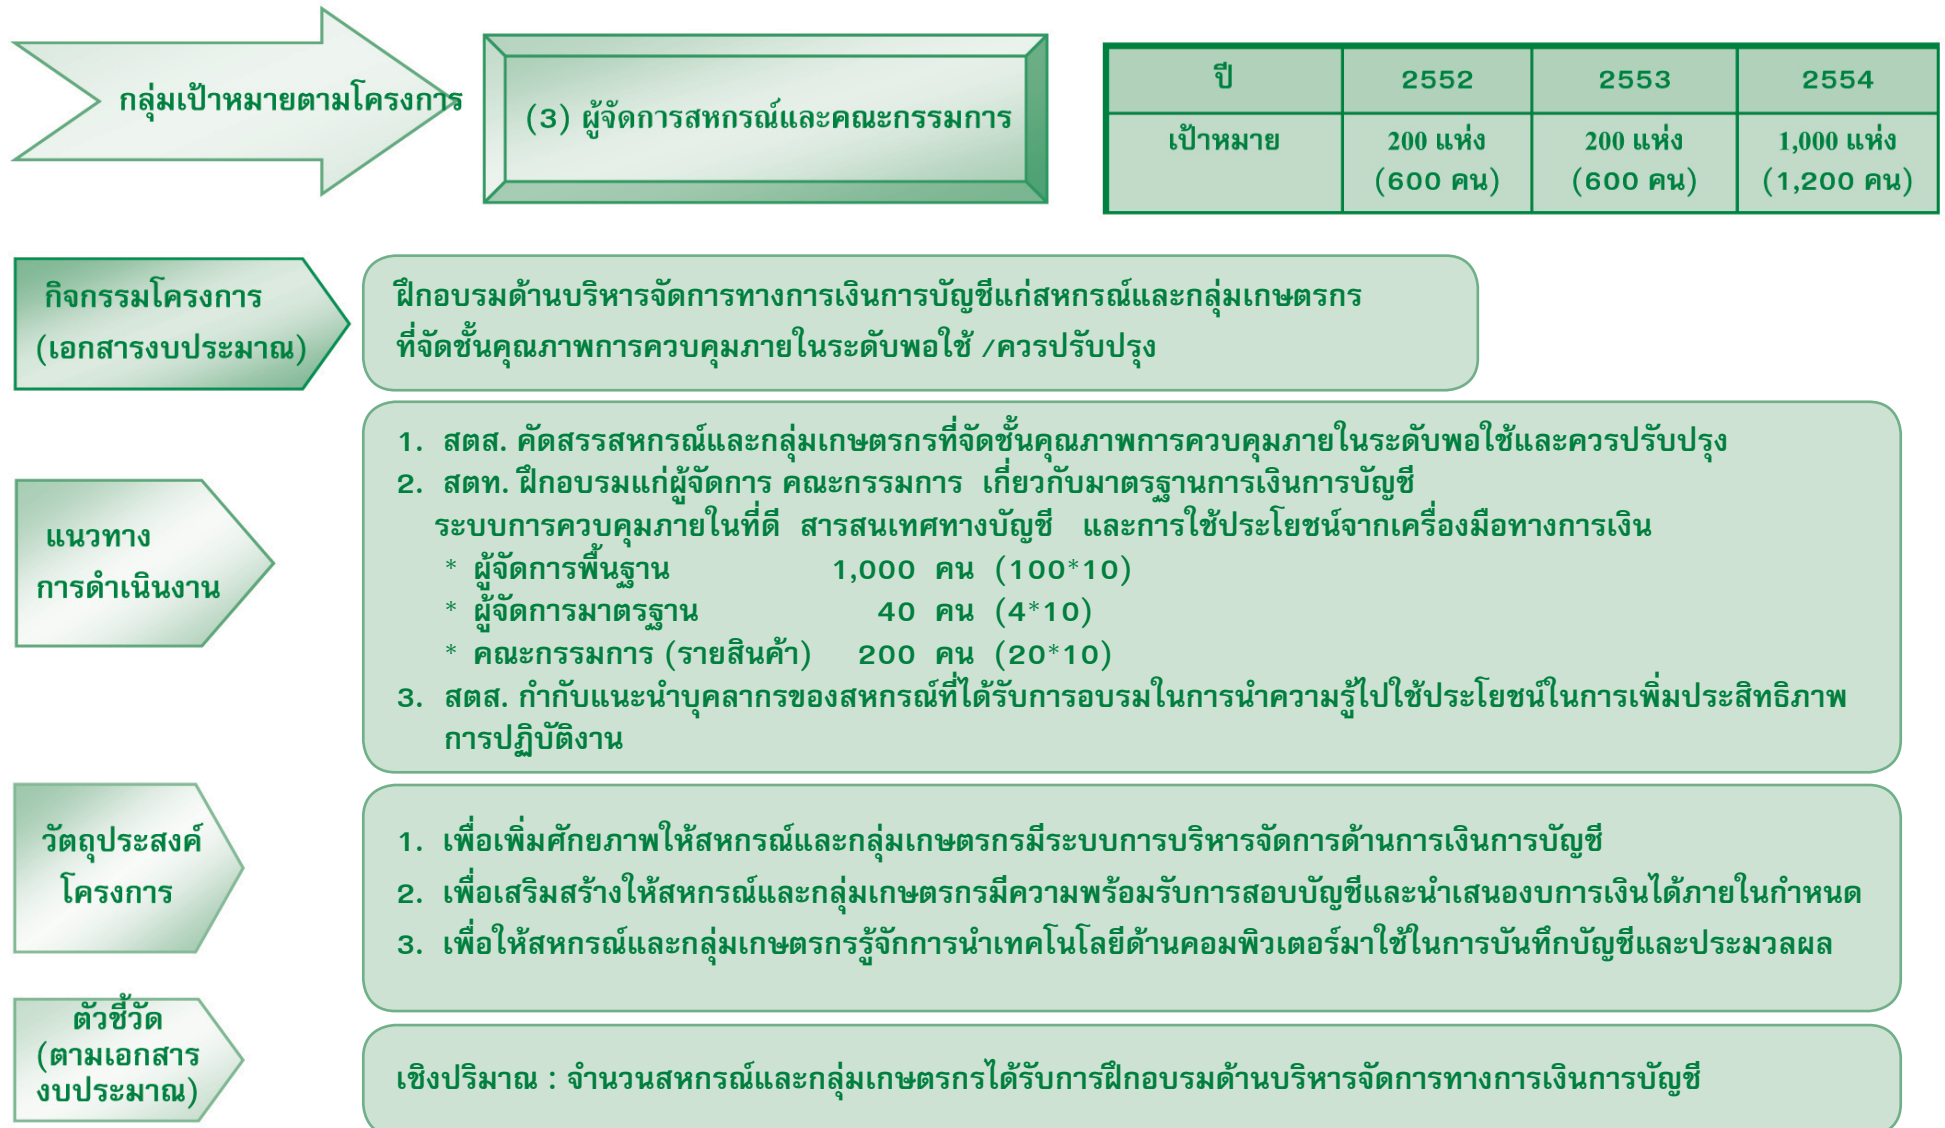 กลุ่มเป้าหมายตามโครงการ
(3) ผู้จัดการสหกรณ์และคณะกรรมการ
ปี 2552 2553 2554
เป้าหมาย 200 แห่ง 200 แห่ง 1,000 แห่ง
(600 คน) (600 คน) (1,200 คน)
กิจกรรมโครงการ
(เอกสารงบประมาณ)
ฝึกอบรมด้านบริหารจัดการทางการเงินการบัญชีแก่สหกรณ์และกลุ่มเกษตรกร
ที่จัดชั้นคุณภาพการควบคุมภายในระดับพอใช้ /ควรปรับปรุง
แนวทาง
การดำเนินงาน
1. สตส. คัดสรรสหกรณ์และกลุ่มเกษตรกรที่จัดชั้นคุณภาพการควบคุมภายในระดับพอใช้และควรปรับปรุง
2. สตท. ฝึกอบรมแก่ผู้จัดการ คณะกรรมการ เกี่ยวกับมาตรฐานการเงินการบัญชี
ระบบการควบคุมภายในที่ดี สารสนเทศทางบัญชี และการใช้ประโยชน์จากเครื่องมือทางการเงิน
* ผู้จัดการพื้นฐาน 1,000 คน (100*10)
* ผู้จัดการมาตรฐาน 40 คน (4*10)
* คณะกรรมการ (รายสินค้า) 200 คน (20*10)
3. สตส. กำกับแนะนำบุคลากรของสหกรณ์ที่ได้รับการอบรมในการนำความรู้ไปใช้ประโยชน์ในการเพิ่มประสิทธิภาพ
การปฏิบัติงาน
วัตถุประสงค์
โครงการ
1. เพื่อเพิ่มศักยภาพให้สหกรณ์และกลุ่มเกษตรกรมีระบบการบริหารจัดการด้านการเงินการบัญชี
2. เพื่อเสริมสร้างให้สหกรณ์และกลุ่มเกษตรกรมีความพร้อมรับการสอบบัญชีและนำเสนองบการเงินได้ภายในกำหนด
3. เพื่อให้สหกรณ์และกลุ่มเกษตรกรรู้จักการนำเทคโนโลยีด้านคอมพิวเตอร์มาใช้ในการบันทึกบัญชีและประมวลผล
ตัวชี้วัด
(ตามเอกสาร
งบประมาณ)
เชิงปริมาณ : จำนวนสหกรณ์และกลุ่มเกษตรกรได้รับการฝึกอบรมด้านบริหารจัดการทางการเงินการบัญชี